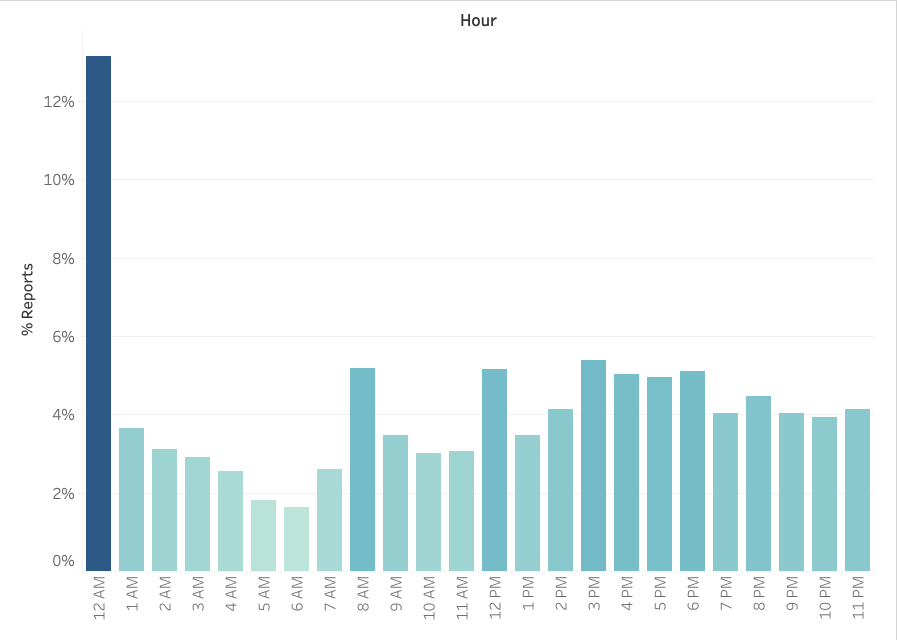 Hour
% Reports
12%
10%
8%
6%
4%
2%
0%
12 AM
1 AM
2 AM
3 AM
4 AM
5 AM
6 AM
7 AM
8 AM
9 AM
10 AM
11 AM
12 PM
1 PM
2 PM
3 PM
4 PM
5 PM
6 PM
7 PM
8 PM
9 PM
10 PM
11 PM